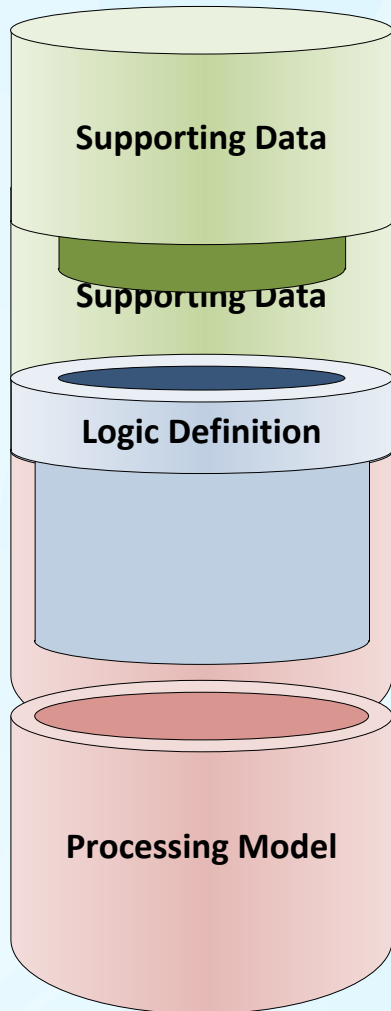 Supporting Data
Supporting Data
Logic Definition
Processing Model